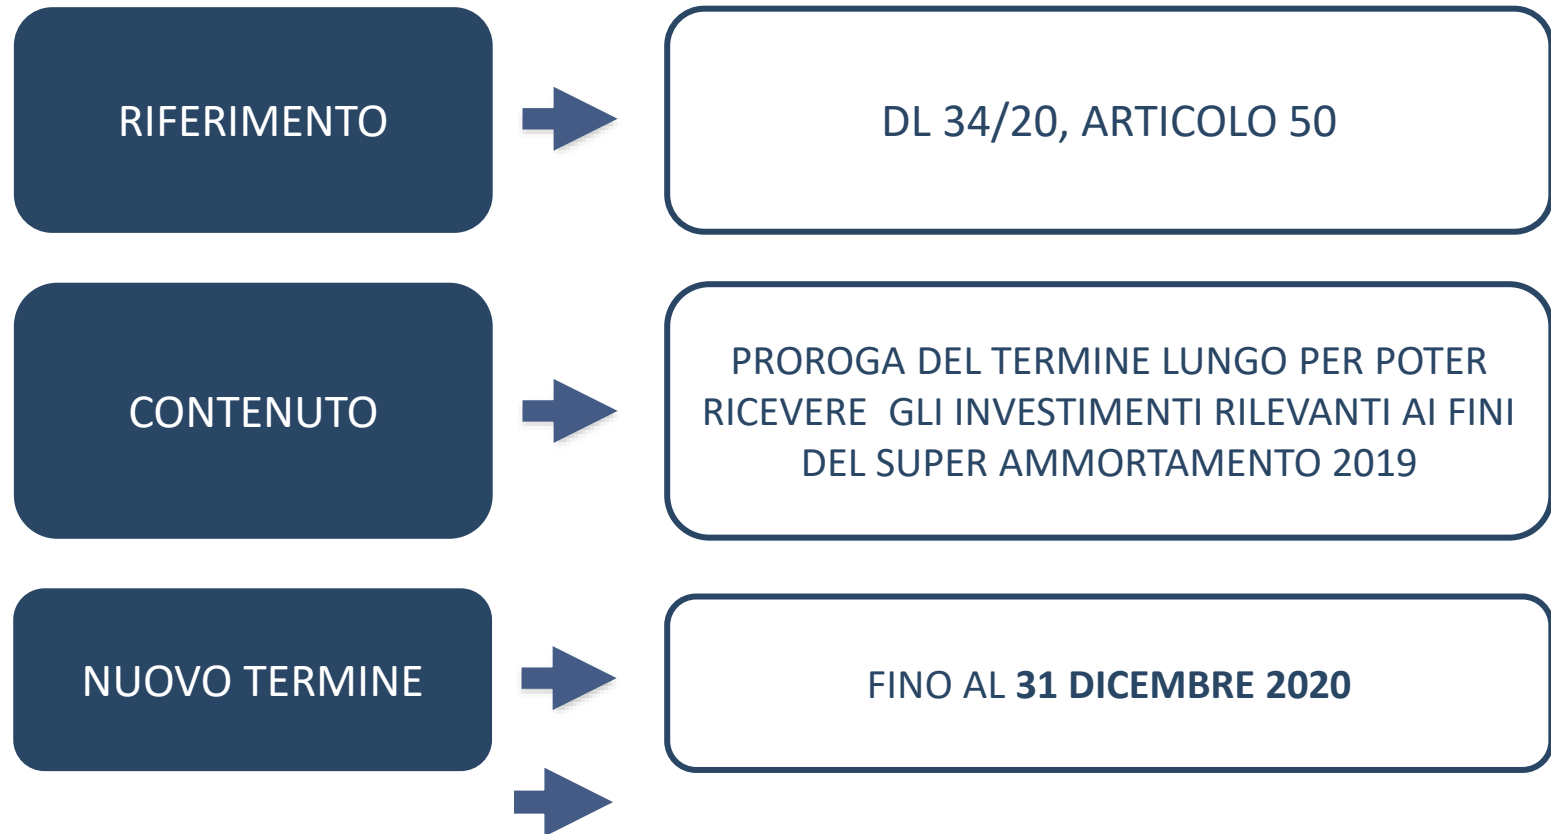 RIFERIMENTO
DL 34/20, ARTICOLO 50
CONTENUTO
PROROGA DEL TERMINE LUNGO PER POTER
RICEVERE GLI INVESTIMENTI RILEVANTI AI FINI
DEL SUPER AMMORTAMENTO 2019
NUOVO TERMINE
FINO AL 31 DICEMBRE 2020